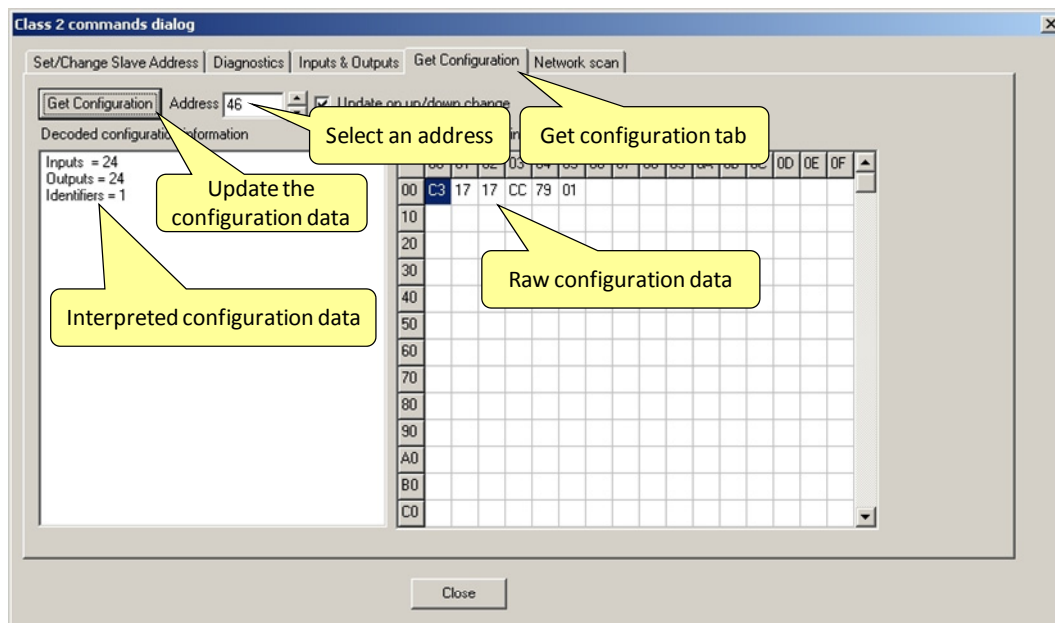 Class 2 commands dialog
Set/Change Slave Address Diagnostics Inputs & Outputs Get Configuration Network scan
Get Configuration Address 46 Update on up/down change
Select an address Get configuration tab
Decoded configuration information
Inputs = 24
Outputs = 24
Identifiers = 1
Update the
configuration data
0D 0E 0F
00 C3 17 17 CC 79 01
10
20
30
Raw configuration data
40
Interpreted configuration data
50
60
70
80
90
A0
B0
C0
Close